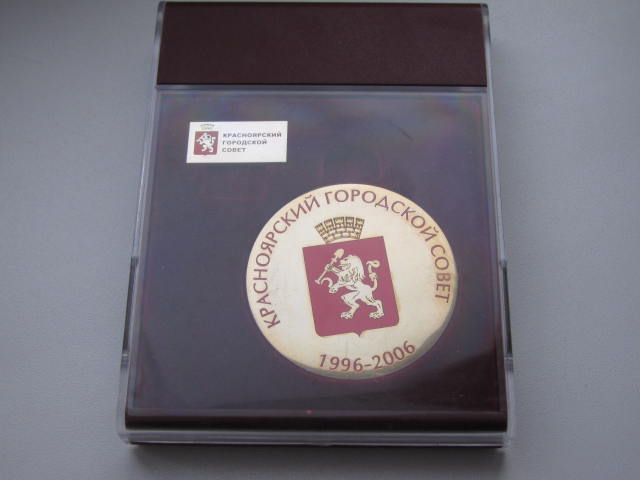 КРАСНОЯРСКИЙ
ГОРОДСКОЙ
СОВЕТ
КРАСНОЯРСКИЙ ГОРОДСКОЙ СОВЕТ
1996-2006